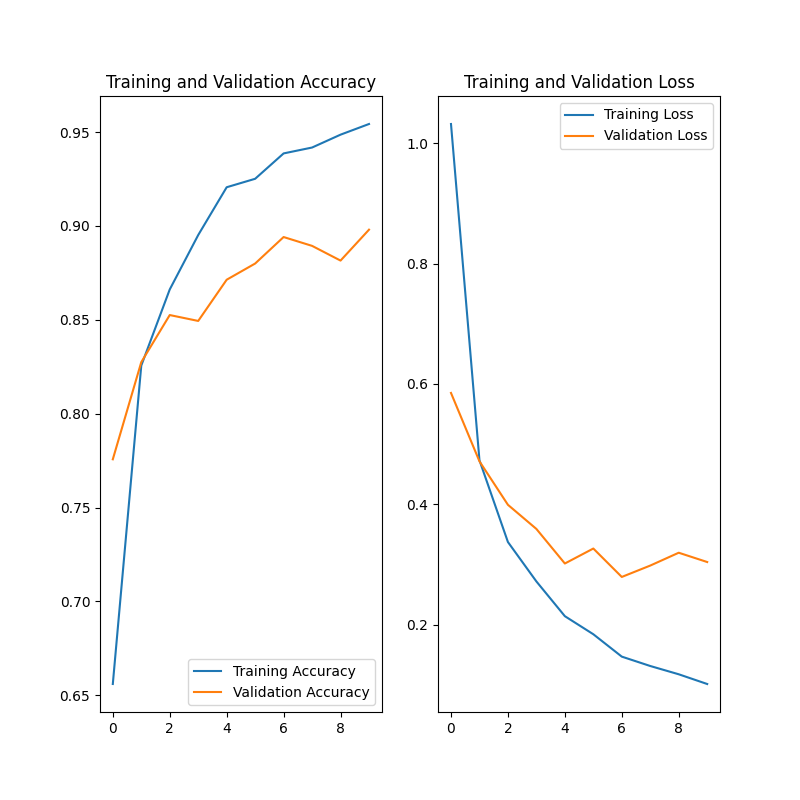 Training and Validation Accuracy
0.95
0.90
0.85
0.80
0.75
0.70
0.65
Training Accuracy
Validation Accuracy
0 2 4 6 8
Training and Validation Loss
Training Loss
Validation Loss
1.0
0.8
0.6
0.4
0.2
0 2 4 6 8